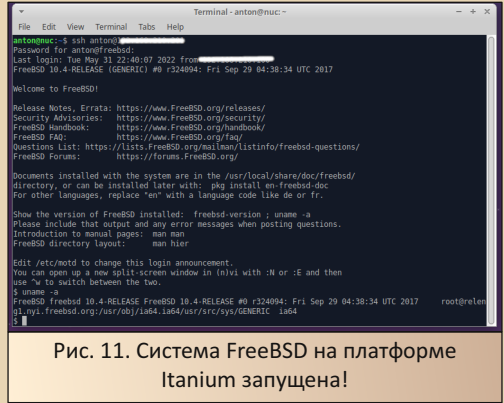 Terminal - anton@nuc: ~
File Edit View Terminal Tabs Help
anton@nuc:~$ ssh anton@
Password for anton@freebsd:
Last login: Tue May 31 22:40:07 2022 from
FreeBSD 10.4-RELEASE (GENERIC) #0 r324094: Fri Sep 29 04:38:34 UTC 2017
Welcome to FreeBSD!
Release Notes, Errata: https://www.FreeBSD.org/releases/
Security Advisories: https://www.FreeBSD.org/security/
FreeBSD Handbook: https://www.FreeBSD.org/handbook/
FreeBSD FAQ: https://www.FreeBSD.org/faq/
Questions List: https://lists.FreeBSD.org/mailman/listinfo/freebsd-questions/
FreeBSD Forums: https://forums.FreeBSD.org/
Documents installed with the system are in the /usr/local/share/doc/freebsd/
directory, or can be installed later with: pkg install en-freebsd-doc
For other languages, replace "en" with a language code like de or fr.
Show the version of FreeBSD installed: freebsd-version ; uname -a
Please include that output and any error messages when posting questions.
Introduction to manual pages: man man
FreeBSD directory layout: man hier
Edit /etc/motd to change this login announcement.
You can open up a new split-screen window in (n)vi with :N or :E and then
use ^w to switch between the two.
$ uname -a
FreeBSD freebsd 10.4-RELEASE FreeBSD 10.4-RELEASE #0 r324094: Fri Sep 29 04:38:34 UTC 2017 root@relen
g1.nyi.freebsd.org:/usr/obj/ia64.ia64/usr/src/sys/GENERIC ia64
$
Рис. 11. Система FreeBSD на платформе
Itanium запущена!